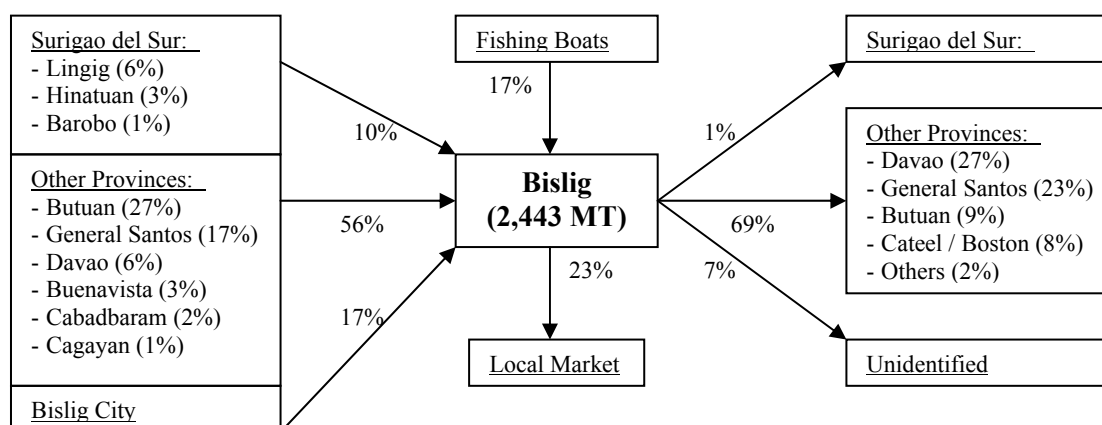 Surigao del Sur:
- Lingig (6%)
- Hinatuan (3%)
- Barobo (1%)
Other Provinces:
- Butuan (27%)
- General Santos (17%)
- Davao (6%)
- Buenavista (3%)
- Cabadbaram (2%)
- Cagayan (1%)
Bislig City
10%
56%
17%
Fishing Boats
17%
Bislig
(2,443 MT)
23%
Local Market
1%
69%
7%
Surigao del Sur:
Other Provinces:
- Davao (27%)
- General Santos (23%)
- Butuan (9%)
- Cateel / Boston (8%)
- Others (2%)
Unidentified